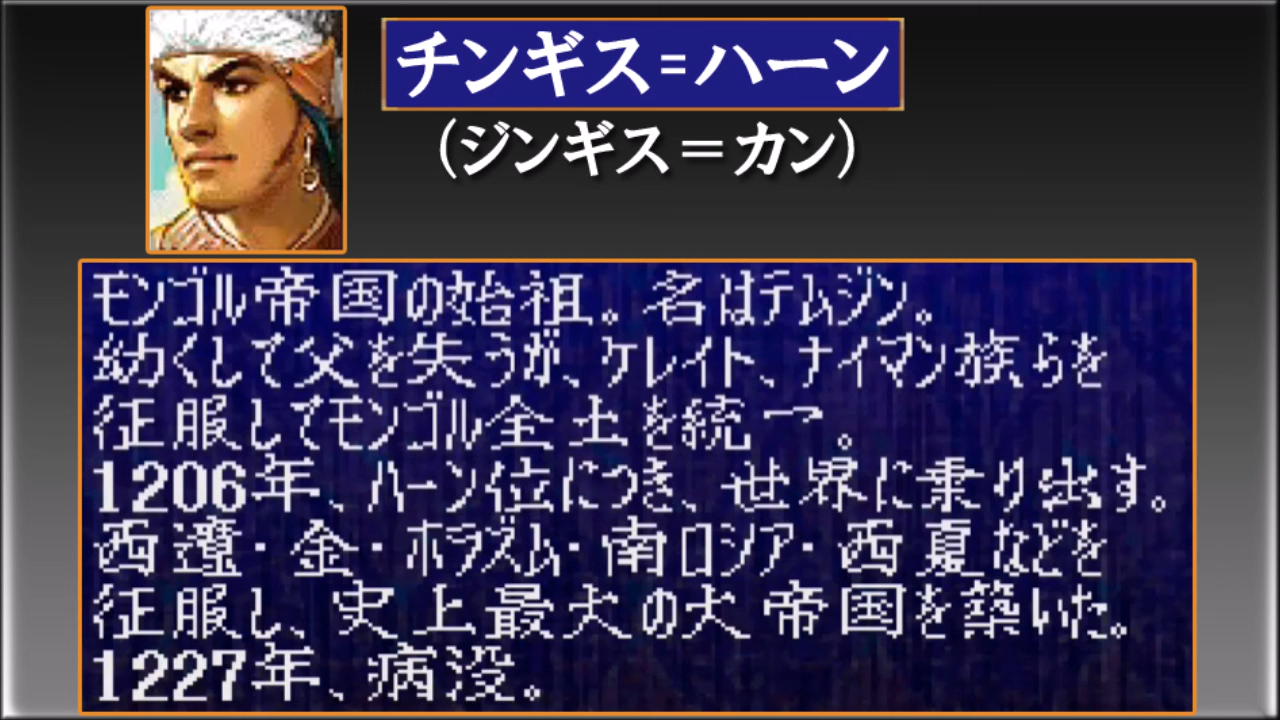 チンギス=ハーン
(ジンギス=カン)
モンゴル帝国の始祖。名はテムジン。
幼くして父を失うが、ケレイト、ナイマン族らを
征服してモンゴル全土を統一。
1206年、ハーン位につき、世界に乗り出す。
西遼・金・ホラズム・南ロシア・西夏などを
征服し、史上最大の大帝国を築いた。
1227年、病没。